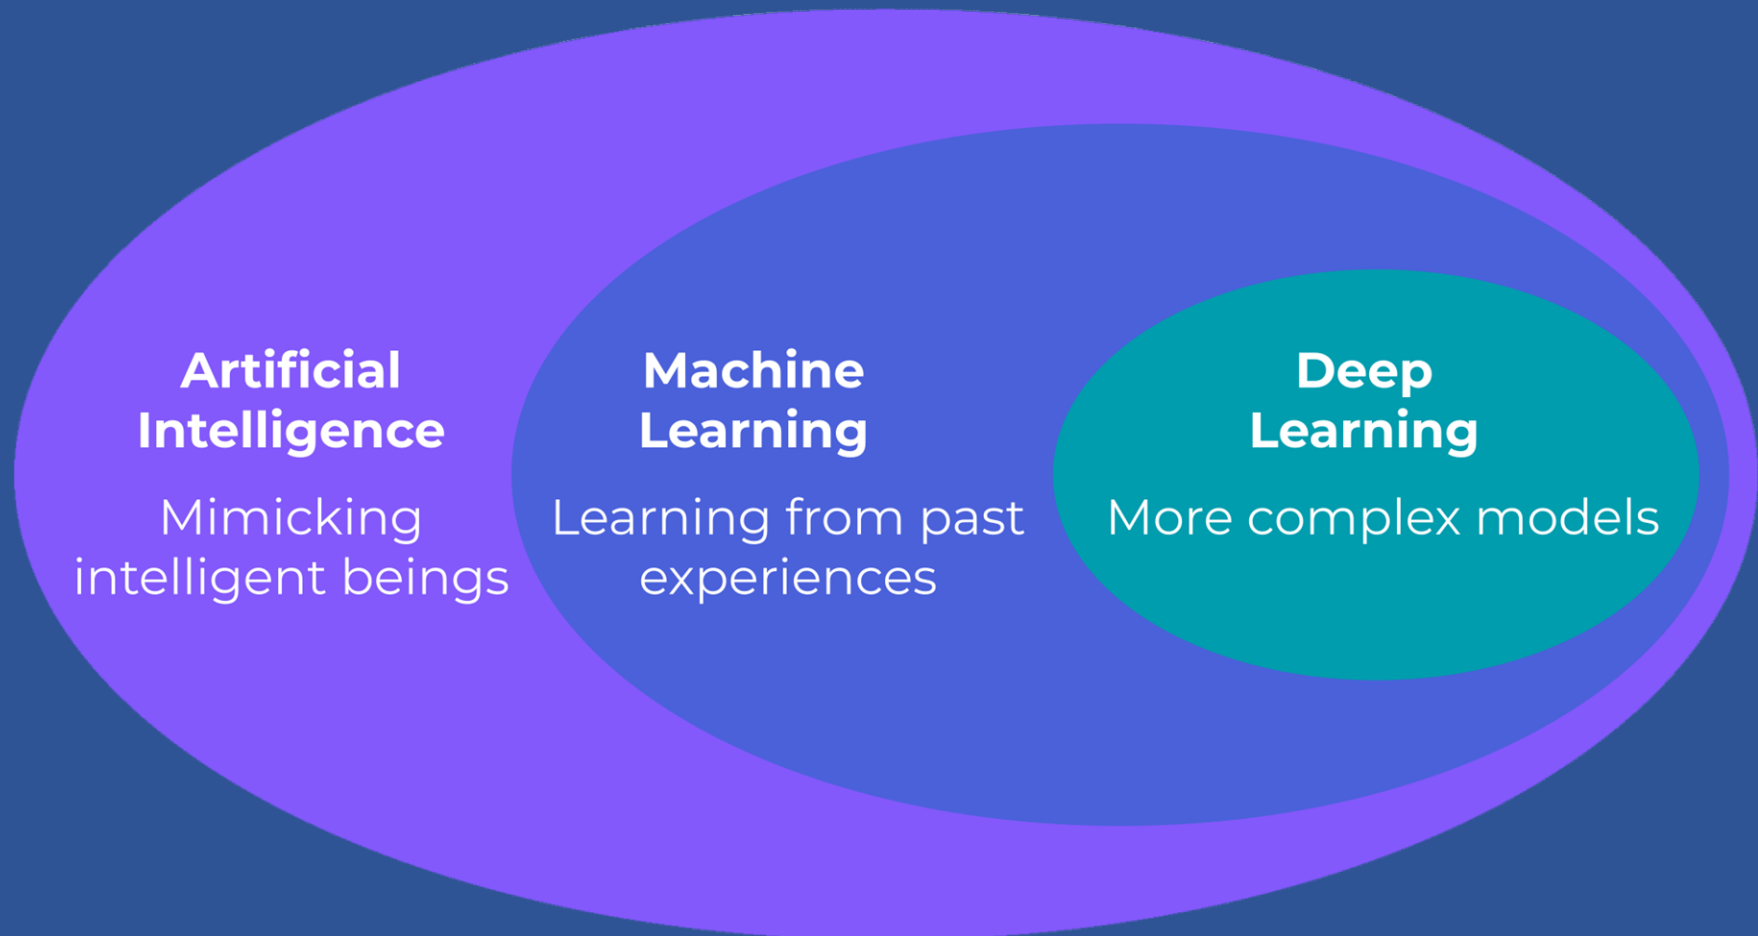 Artificial
Intelligence
Mimicking
intelligent beings
Machine
Learning
Learning from past
experiences
Deep
Learning
More complex models